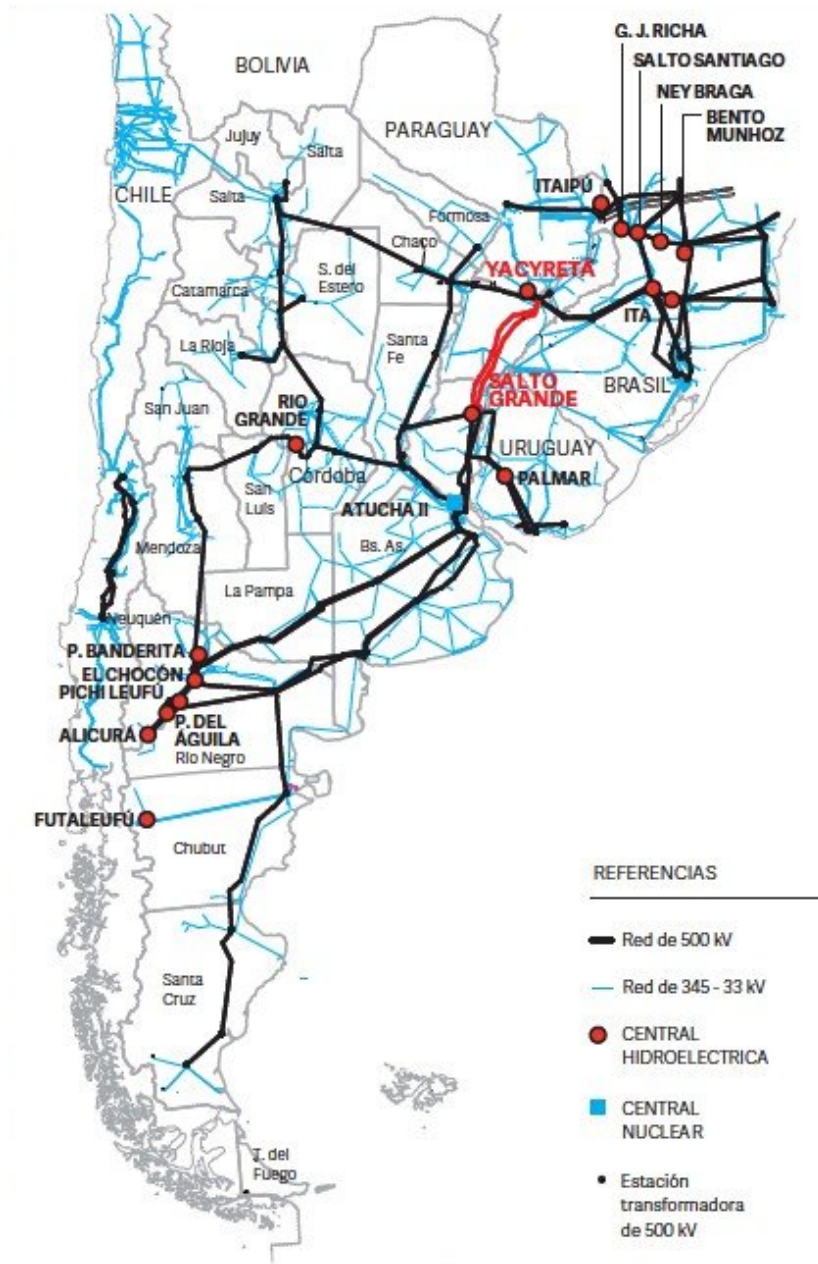 G. J. RICHA
SALTO SANTIAGO
NEY BRAGA
BENTO
MUNHOZ
BOLIVIA
PARAGUAY
Jujuy
Salta
ITAIPÚ
CHILE
Salta
Formosa
Chaco
YACYRETÁ
S. del
Estero
Catamarca
ITA
La Rioja
Santa
Fe
BRASIL
SALTO
GRANDE
San Juan
RIO
GRANDE
URUGUAY
Córdoba
PALMAR
San
Luis
ATUCHA II
Mendoza
Bs. As.
La Pampa
Neuquén
P. BANDERITA
EL CHOCÓN
PICHI LEUFÚ
P. DEL
ÁGUILA
ALICURÁ
Río Negro
FUTALEUFÚ
Chubut
REFERENCIAS
Red de 500 kV
Santa
Cruz
Red de 345 - 33 kV
CENTRAL
HIDROELECTRICA
CENTRAL
NUCLEAR
T. del
Fuego
Estación
transformadora
de 500 kV